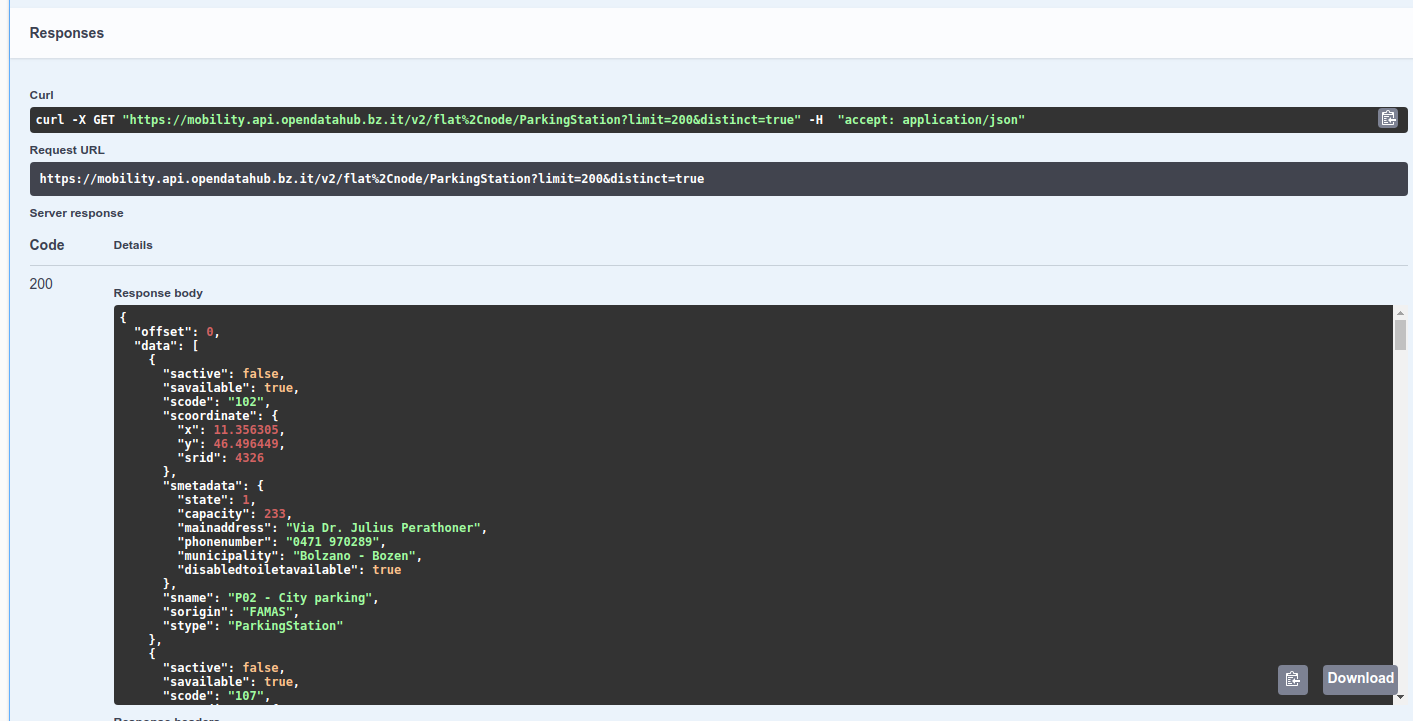 Responses
Curl
curl -X GET "https://mobility.api.opendatahub.bz.it/v2/flat%2Cnode/ParkingStation?limit=200&distinct=true" -H  "accept: application/json"
Request URL
https://mobility.api.opendatahub.bz.it/v2/flat%2Cnode/ParkingStation?limit=200&distinct=true
Server response
Code Details
200
Response body
{
  "offset": 0,
  "data": [
    {
      "sactive": false,
      "savailable": true,
      "scode": "102",
      "scoordinate": {
        "x": 11.356305,
        "y": 46.496449,
        "srid": 4326
      },
      "smetadata": {
        "state": 1,
        "capacity": 233,
        "mainaddress": "Via Dr. Julius Perathoner",
        "phonenumber": "0471 970289",
        "municipality": "Bolzano - Bozen",
        "disabledtoiletavailable": true
      },
      "sname": "P02 - City parking",
      "sorigin": "FAMAS",
      "stype": "ParkingStation"
    },
    {
      "sactive": false,
      "savailable": true,
      "scode": "107",
Download
Response headers